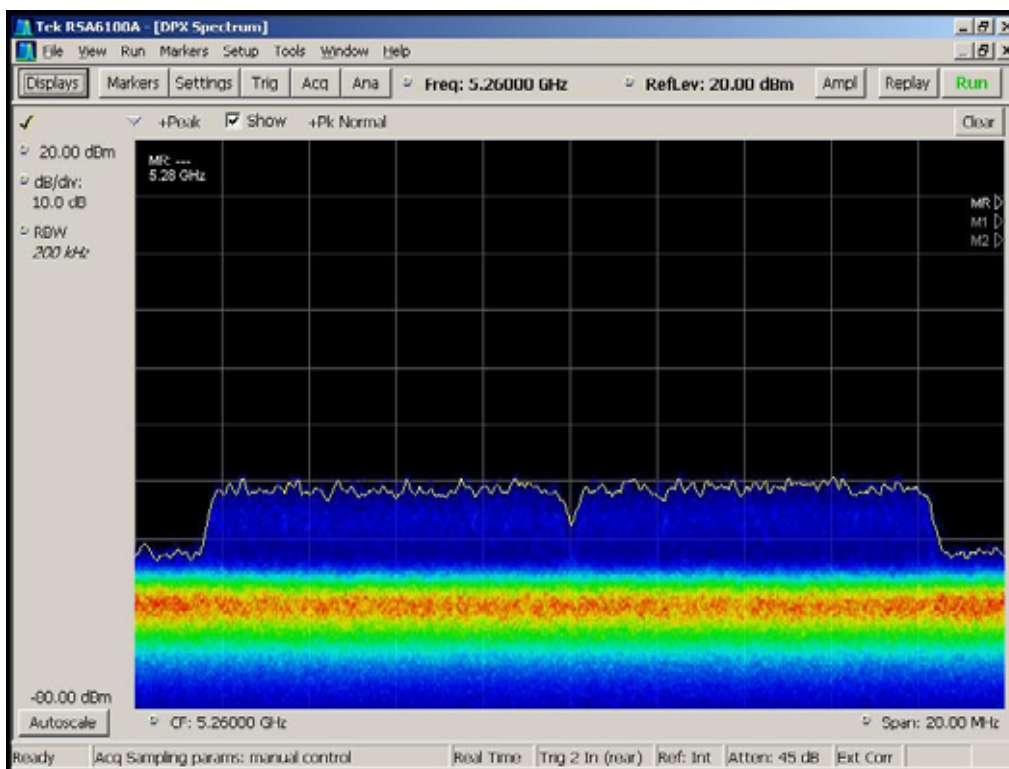 Tek RSA6100A - [DPX Spectrum]
File View Run Markers Setup Tools Window Help
Displays Markers Settings Trig Acq Ana Freq: 5.26000 GHz RefLev: 20.00 dBm Ampl Replay Run
+Peak Show +Pk Normal Clear
20.00 dBm
dB/div:
10.0 dB
RBW
200 kHz
MR: ---
5.28 GHz
MR
M1
M2
-80.00 dBm
Autoscale CF: 5.26000 GHz Span: 20.00 MHz
Ready Acq Sampling params: manual control Real Time Trig 2 In (rear) Ref: Int Atten: 45 dB Ext Corr